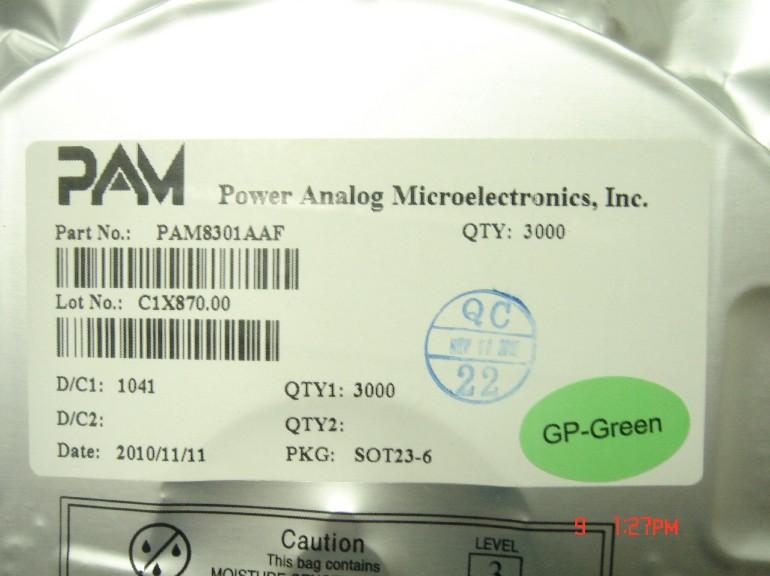 PAM Power Analog Microelectronics, Inc.
Part No.: PAM8301AAF QTY: 3000
Lot No.: C1X870.00
QC
NOV 11
22
D/C1: 1041 QTY1: 3000
D/C2: QTY2:
GP-Green
Date: 2010/11/11 PKG: SOT23-6
9 1:27PM
Caution LEVEL
This bag contains
3